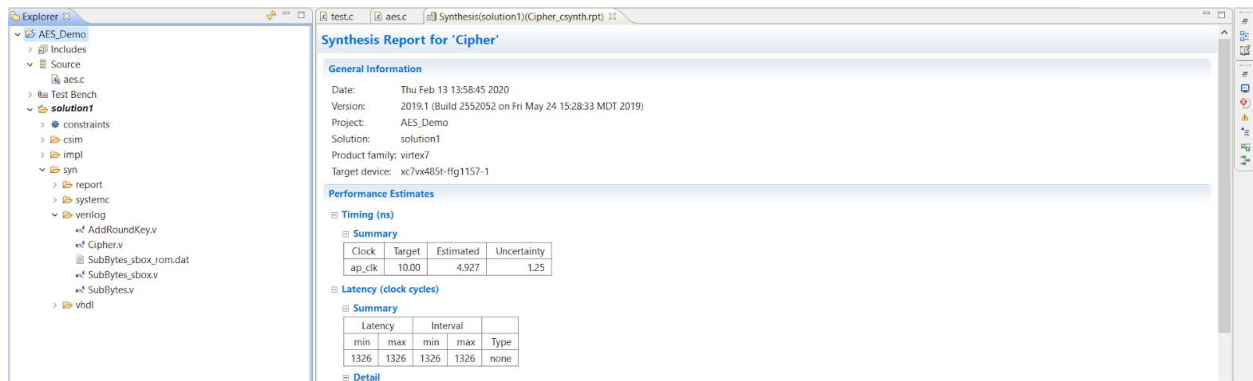 Explorer
AES_Demo
Includes
Source
aes.c
Test Bench
solution1
constraints
csim
impl
syn
report
systemc
verilog
AddRoundKey.v
Cipher.v
SubBytes_sbox_rom.dat
SubBytes_sbox.v
SubBytes.v
vhdl
test.c aes.c Synthesis(solution1)(Cipher_csynth.rpt)
Synthesis Report for 'Cipher'
General Information
Date: Thu Feb 13 13:58:45 2020
Version: 2019.1 (Build 2552052 on Fri May 24 15:28:33 MDT 2019)
Project: AES_Demo
Solution: solution1
Product family: virtex7
Target device: xc7vx485t-ffg1157-1
Performance Estimates
Timing (ns)
Summary
Clock Target Estimated Uncertainty
ap_clk 10.00 4.927 1.25
Latency (clock cycles)
Summary
Latency Interval
min max min max Type
1326 1326 1326 1326 none
Detail